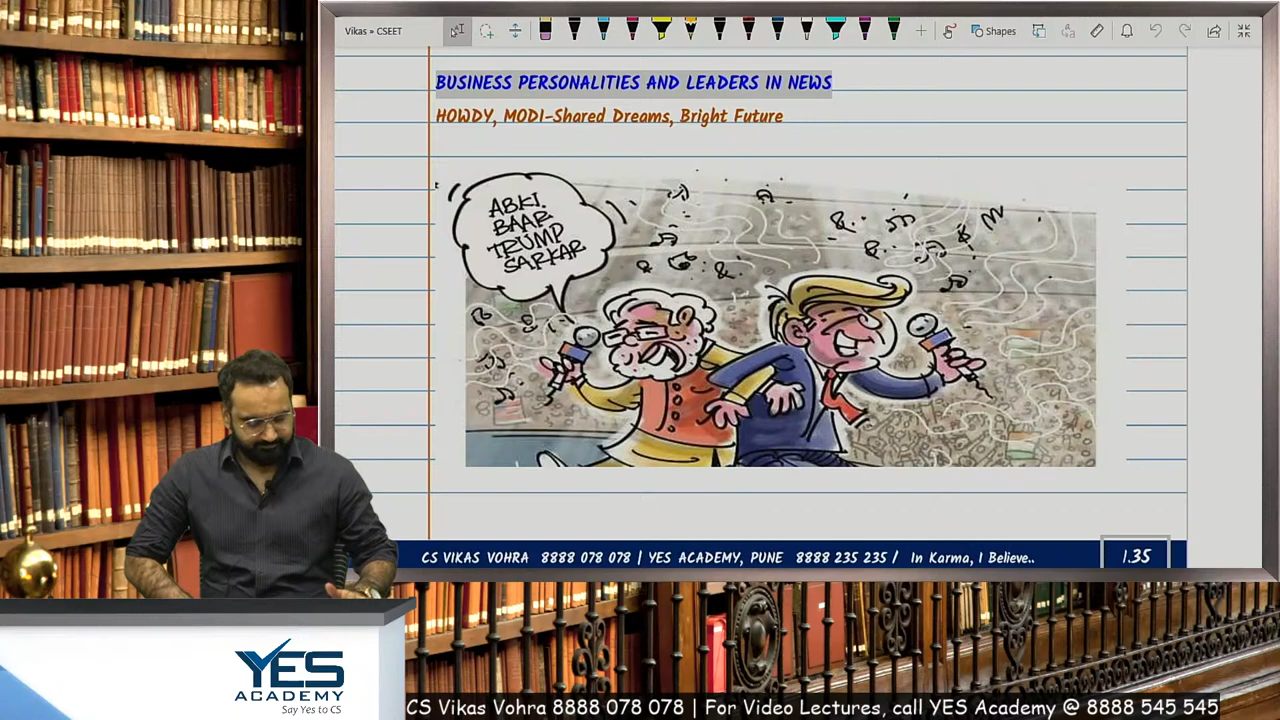 Vikas » CSEET
Shapes
BUSINESS PERSONALITIES AND LEADERS IN NEWS
HOWDY, MODI-Shared Dreams, Bright Future
ABKI
BAAR
TRUMP
SARKAR
CS VIKAS VOHRA 8888 078 078 | YES ACADEMY, PUNE 8888 235 235 / In Karma, I Believe..
1.35
YES
ACADEMY
Say Yes to CS
CS Vikas Vohra 8888 078 078 | For Video Lectures, call YES Academy @ 8888 545 545